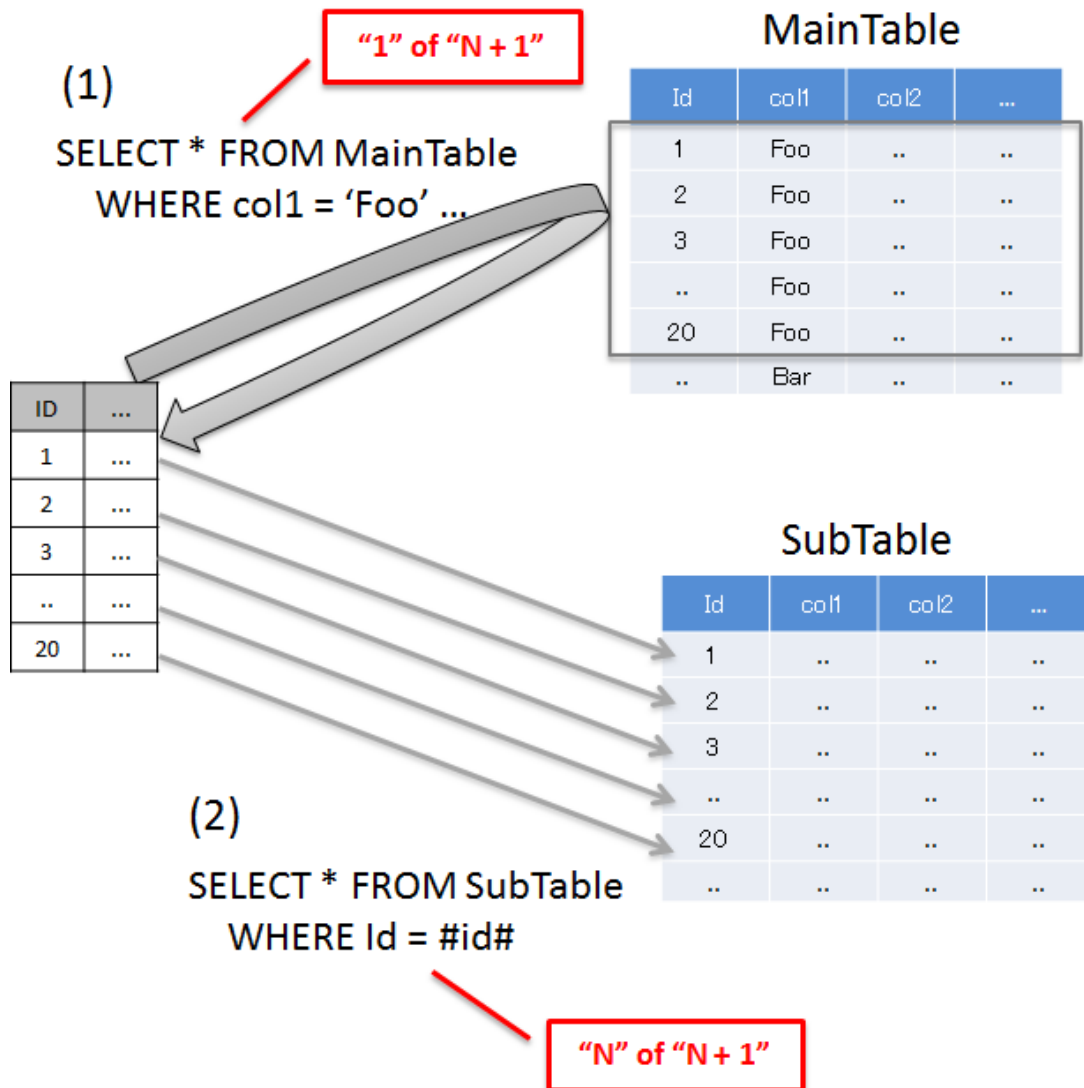 “1” of “N + 1”
MainTable
(1)
SELECT * FROM MainTable
WHERE col1 = ‘Foo’ ...
Id col1 col2 ...
1 Foo .. ..
2 Foo .. ..
3 Foo .. ..
.. Foo .. ..
20 Foo .. ..
.. Bar .. ..
ID ...
1 ...
2 ...
3 ...
.. ...
20 ...
SubTable
Id col1 col2 ...
1 .. .. ..
2 .. .. ..
3 .. .. ..
.. .. .. ..
20 .. .. ..
.. .. .. ..
(2)
SELECT * FROM SubTable
WHERE Id = #id#
“N” of “N + 1”